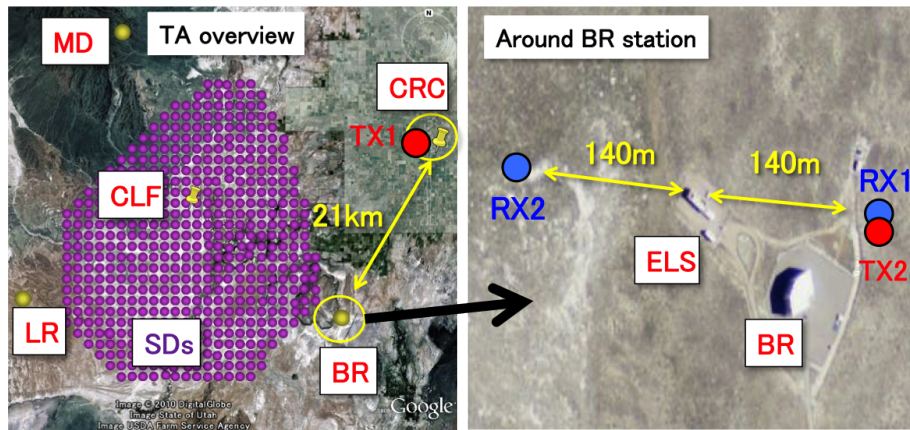 MD
TA overview
N
CRC
TX1
CLF
21km
LR
SDs
BR
Image © 2010 DigitalGlobe
Image State of Utah
Image USDA Farm Service Agency
Google
Around BR station
140m
140m
RX1
RX2
TX2
ELS
BR